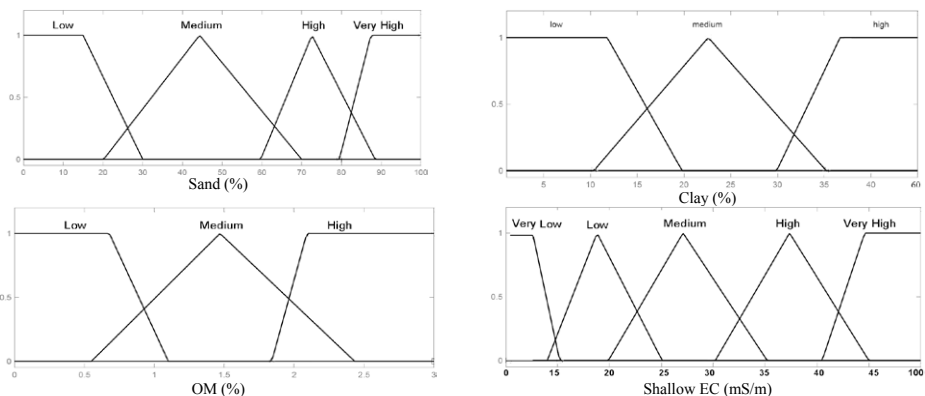 Low Medium High Very High
1
0.5
0
0 10 20 30 40 50 60 70 80 90 100
Sand (%)
low medium high
1
0.5
0
5 10 15 20 25 30 35 40 60
Clay (%)
Low Medium High
1
0.5
0
0 0.5 1 1.5 2 2.5 3
OM (%)
Very Low Low Medium High Very High
1
0.5
0
0 15 20 25 27 35 40 45 100
Shallow EC (mS/m)